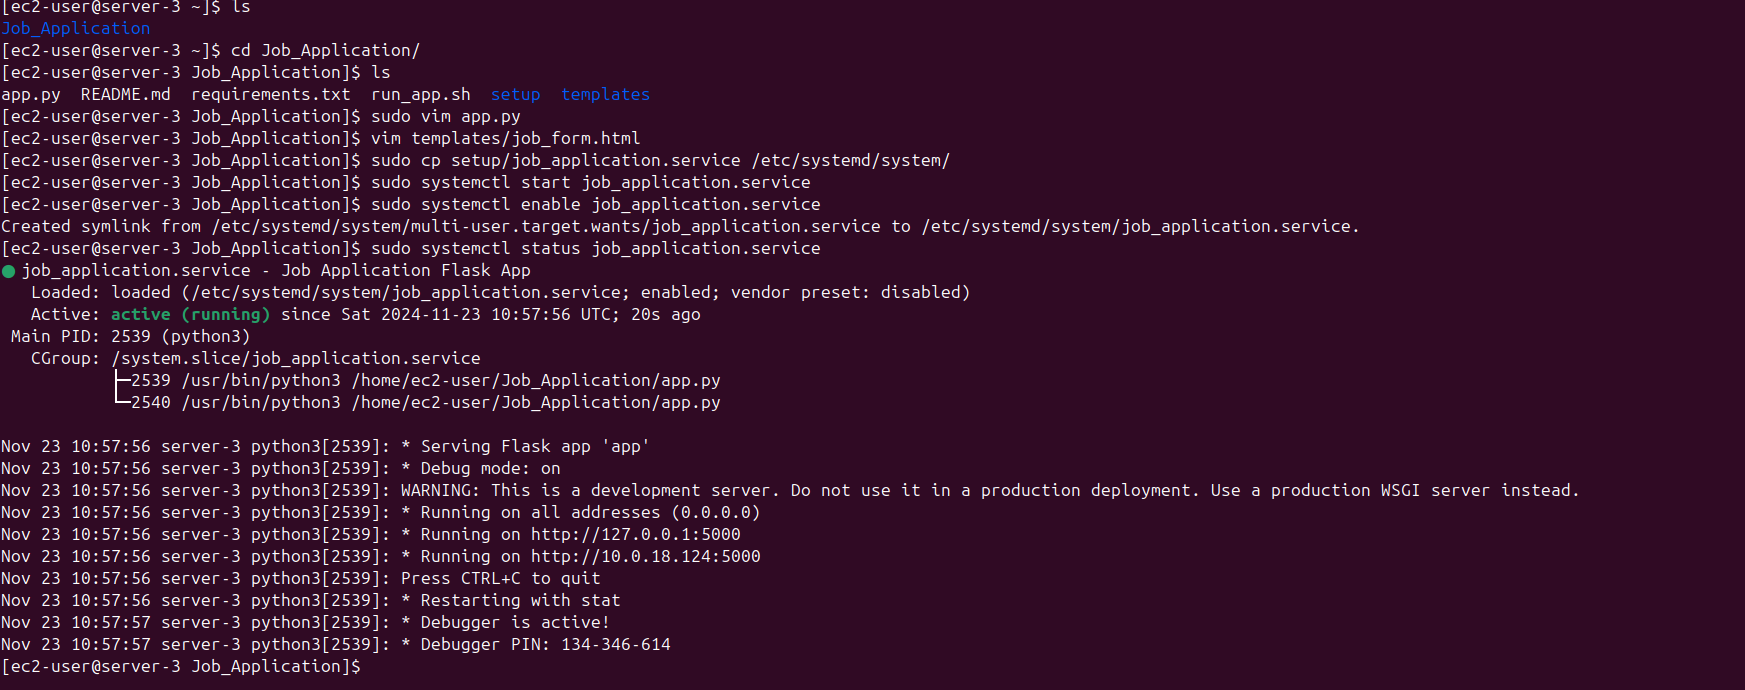 [ec2-user@server-3 ~]$ ls
Job_Application
[ec2-user@server-3 ~]$ cd Job_Application/
[ec2-user@server-3 Job_Application]$ ls
app.py  README.md  requirements.txt  run_app.sh  setup  templates
[ec2-user@server-3 Job_Application]$ sudo vim app.py
[ec2-user@server-3 Job_Application]$ vim templates/job_form.html
[ec2-user@server-3 Job_Application]$ sudo cp setup/job_application.service /etc/systemd/system/
[ec2-user@server-3 Job_Application]$ sudo systemctl start job_application.service
[ec2-user@server-3 Job_Application]$ sudo systemctl enable job_application.service
Created symlink from /etc/systemd/system/multi-user.target.wants/job_application.service to /etc/systemd/system/job_application.service.
[ec2-user@server-3 Job_Application]$ sudo systemctl status job_application.service
● job_application.service - Job Application Flask App
   Loaded: loaded (/etc/systemd/system/job_application.service; enabled; vendor preset: disabled)
   Active: active (running) since Sat 2024-11-23 10:57:56 UTC; 20s ago
 Main PID: 2539 (python3)
   CGroup: /system.slice/job_application.service
           ├─2539 /usr/bin/python3 /home/ec2-user/Job_Application/app.py
           └─2540 /usr/bin/python3 /home/ec2-user/Job_Application/app.py
Nov 23 10:57:56 server-3 python3[2539]: * Serving Flask app 'app'
Nov 23 10:57:56 server-3 python3[2539]: * Debug mode: on
Nov 23 10:57:56 server-3 python3[2539]: WARNING: This is a development server. Do not use it in a production deployment. Use a production WSGI server instead.
Nov 23 10:57:56 server-3 python3[2539]: * Running on all addresses (0.0.0.0)
Nov 23 10:57:56 server-3 python3[2539]: * Running on http://127.0.0.1:5000
Nov 23 10:57:56 server-3 python3[2539]: * Running on http://10.0.18.124:5000
Nov 23 10:57:56 server-3 python3[2539]: Press CTRL+C to quit
Nov 23 10:57:56 server-3 python3[2539]: * Restarting with stat
Nov 23 10:57:57 server-3 python3[2539]: * Debugger is active!
Nov 23 10:57:57 server-3 python3[2539]: * Debugger PIN: 134-346-614
[ec2-user@server-3 Job_Application]$